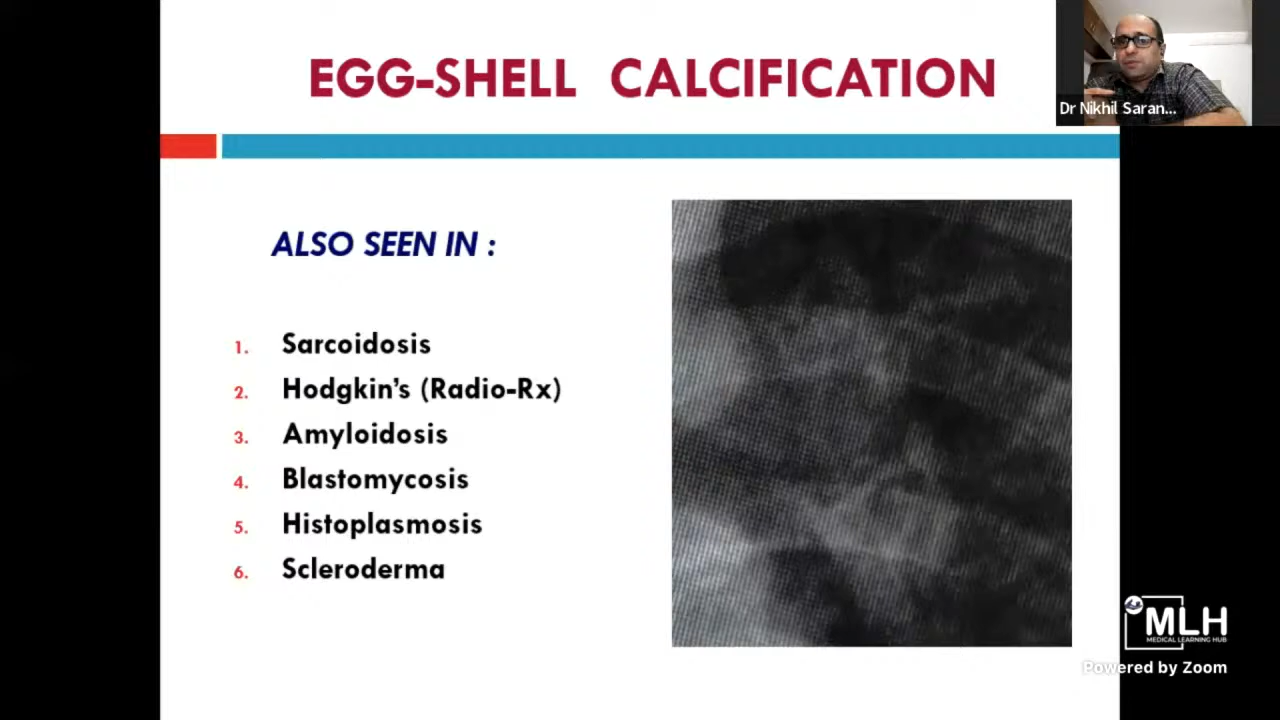 EGG-SHELL CALCIFICATION
Dr Nikhil Saran...
ALSO SEEN IN :
1. Sarcoidosis
2. Hodgkin's (Radio-Rx)
3. Amyloidosis
4. Blastomycosis
5. Histoplasmosis
6. Scleroderma
MLH
MEDICAL LEARNING HUB
Powered by Zoom